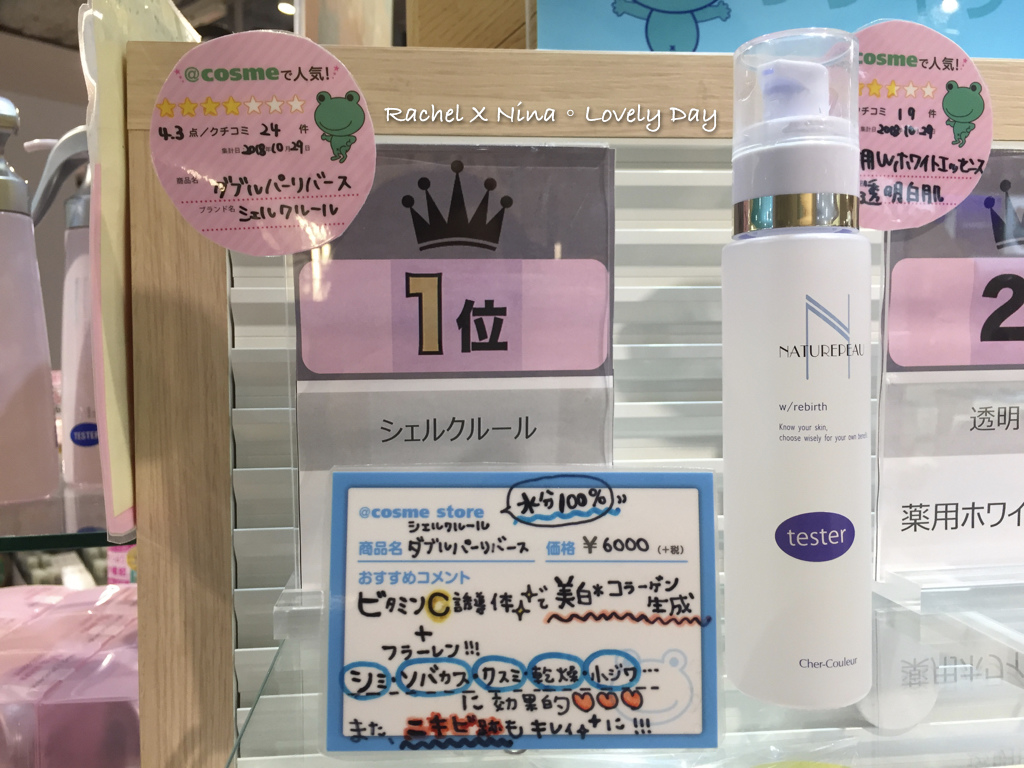 @cosmeで人気!
4.3点/クチコミ 24 件
集計日 2018年10月29日
商品名 ダブルパーリバース
ブランド名 シェルクルール
Rachel X Nina。Lovely Day
1位
シェルクルール
@cosme store
水分100%
シェルクルール
商品名 ダブルパーリバース 価格 ¥6000 (+税)
おすすめコメント
ビタミンC誘導体で美白*コラーゲン
生成
+
フラーレン!!!
シミ ソバカス クスミ 乾燥 小ジワ…
に効果的
また、ニキビ跡もキレイに!!!
N
NATUREPEAU
w/rebirth
Know your skin,
choose wisely for your own
tester
Cher-Couleur
cosmeで人気!
クチコミ 19 件
2018 10 29
用Wホワイトエッセンス
透明白肌
2
透明
薬用ホワイ
TESTER